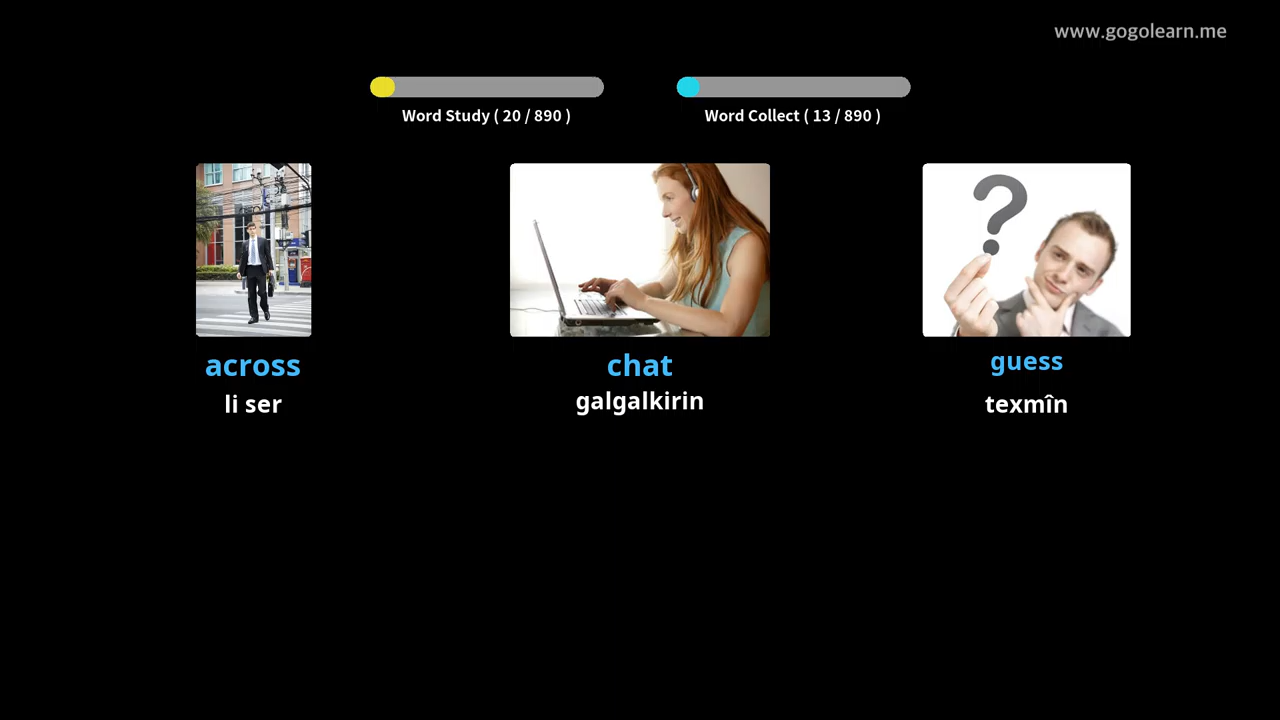 www.gogolearn.me
Word Study ( 20 / 890 )
Word Collect ( 13 / 890 )
across
li ser
chat
galgalkirin
guess
texmîn